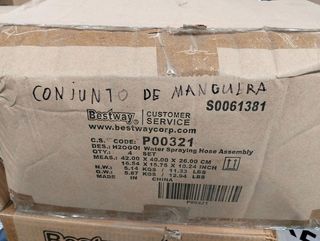 CONJUNTO DE MANGUERA
S0061381
Bestway CUSTOMER SERVICE
www.bestwaycorp.com
C.S. CODE: P00321
DES.: H2OGO! Water Spraying Hose Assembly
QTY.: 4 SET
MEAS.: 42.00 X 40.00 X 26.00 CM
16.54 X 15.75 X 10.24 INCH
N.W.: 5.14 KGS / 11.33 LBS
G.W.: 5.87 KGS / 12.94 LBS
MADE IN
CHINA
P00321